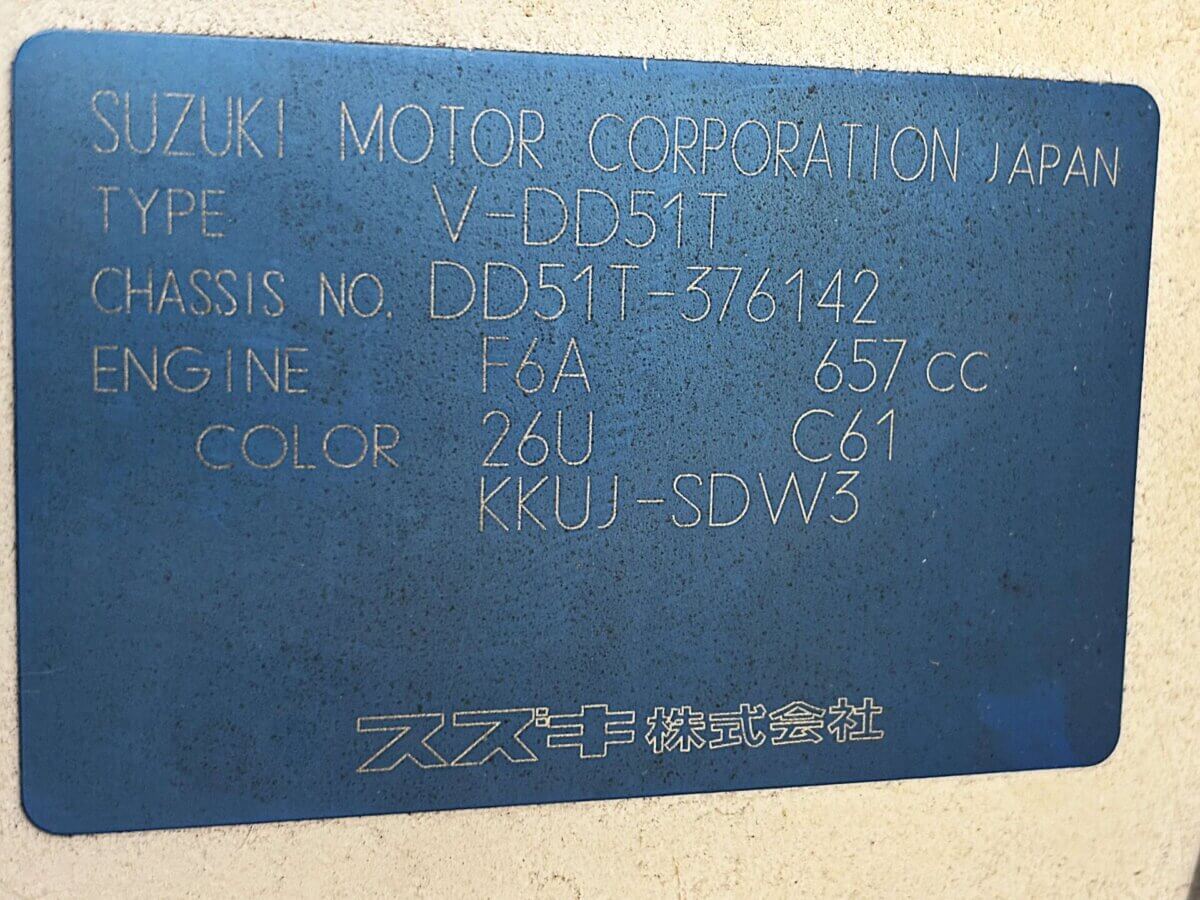 SUZUKI MOTOR CORPORATION JAPAN
TYPE V-DD51T
CHASSIS NO. DD51T-376142
ENGINE F6A 657 CC
COLOR 26U C61
KKUJ-SDW3
スズキ株式会社